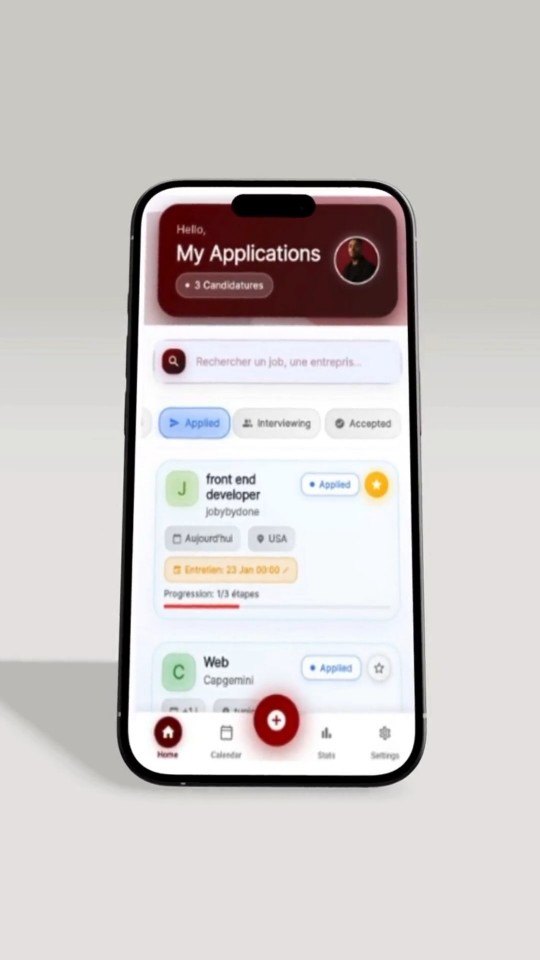 Hello,
My Applications
3 Candidatures
Rechercher un job, une entrepris...
Applied
Interviewing
Accepted
J
front end
developer
Applied
jobybydone
Aujourd'hui
USA
Entretien: 23 Jan 00:00
Progression: 1/3 étapes
C
Web
Applied
Capgemini
Home
Calendar
Stats
Settings